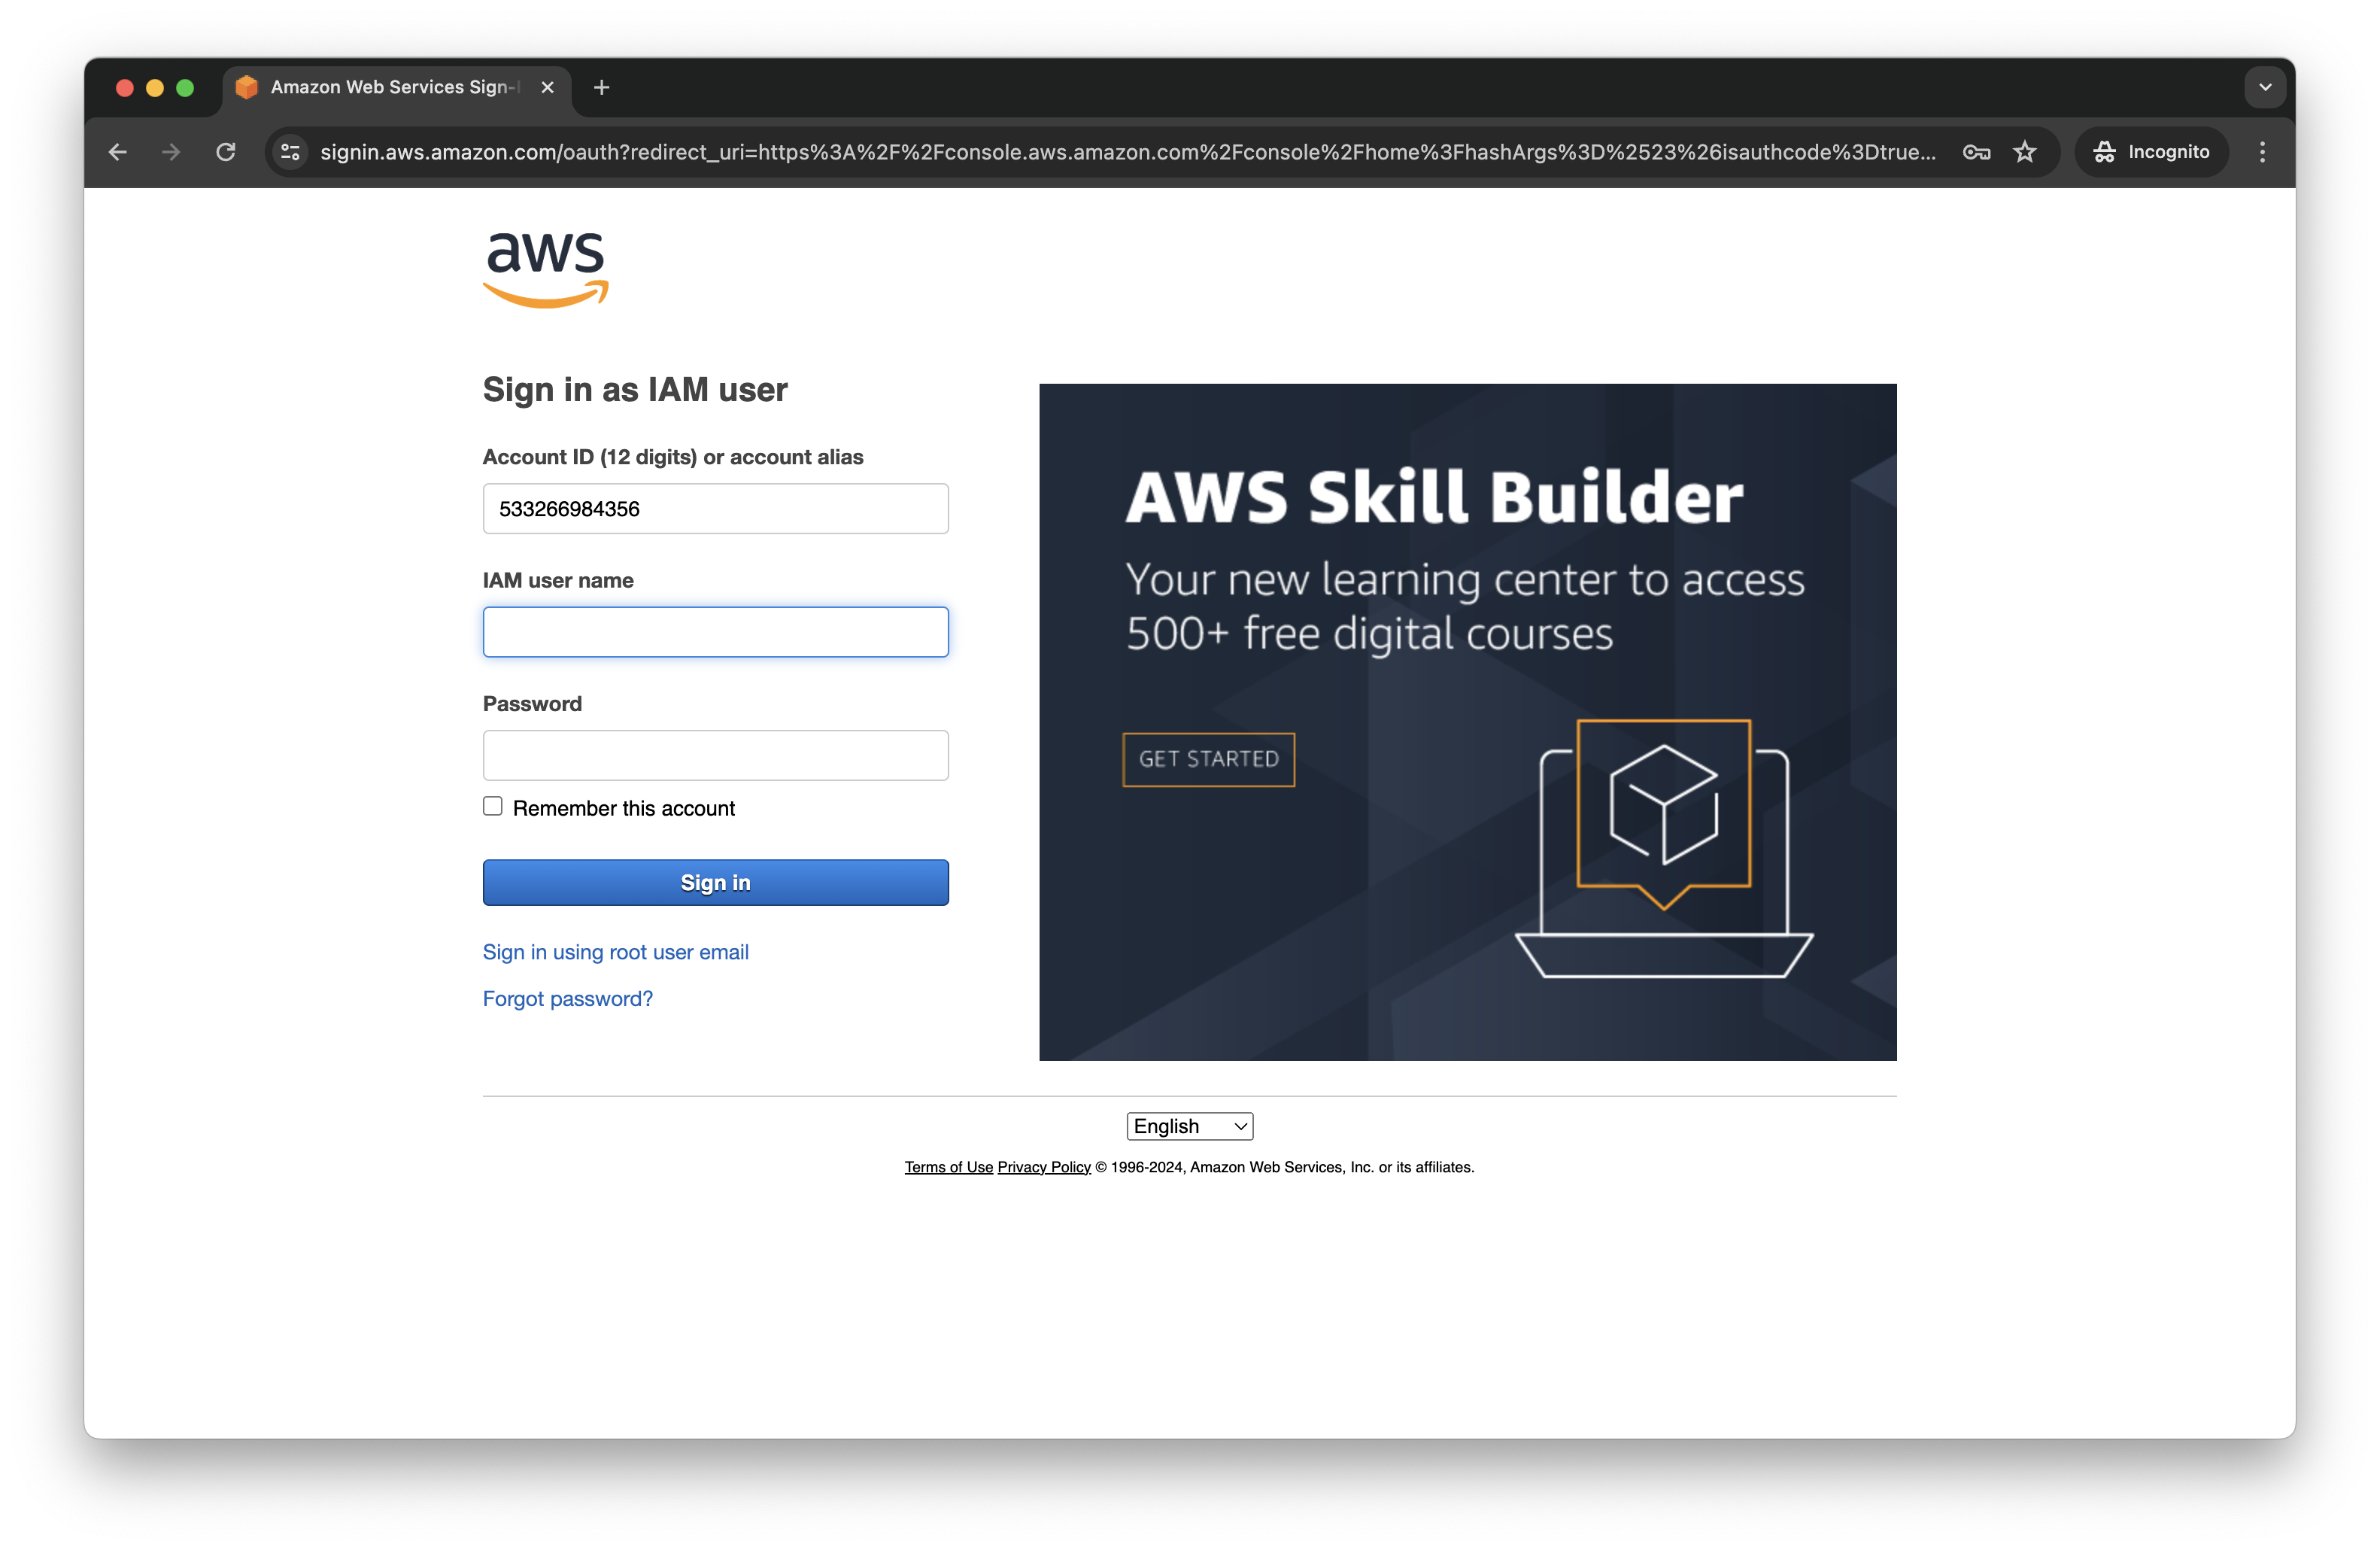 Amazon Web Services Sign-
signin.aws.amazon.com/oauth?redirect_uri=https%3A%2F%2Fconsole.aws.amazon.com%2Fconsole%2Fhome%3FhashArgs%3D%2523%26isauthcode%3Dtrue...
Incognito
aws
Sign in as IAM user
Account ID (12 digits) or account alias
533266984356
IAM user name
Password
Remember this account
Sign in
Sign in using root user email
Forgot password?
AWS Skill Builder
Your new learning center to access
500+ free digital courses
GET STARTED
English
Terms of Use Privacy Policy © 1996-2024, Amazon Web Services, Inc. or its affiliates.